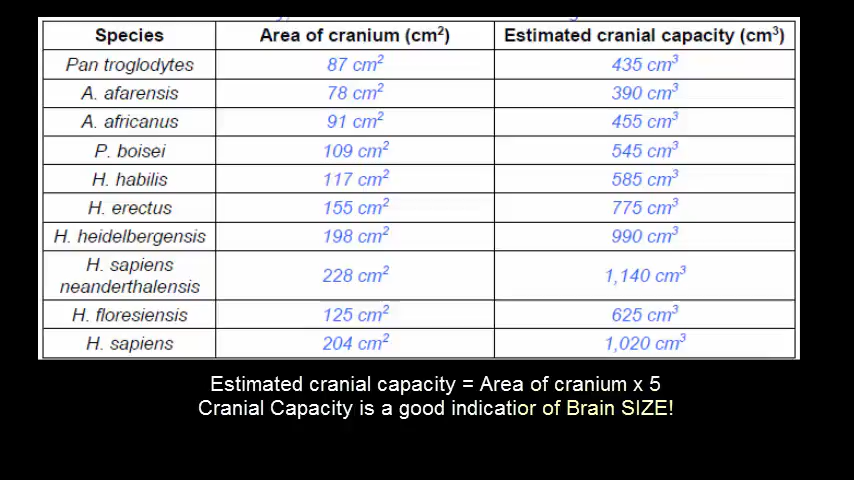 Species Area of cranium (cm²) Estimated cranial capacity (cm³)
Pan troglodytes 87 cm² 435 cm³
A. afarensis 78 cm² 390 cm³
A. africanus 91 cm² 455 cm³
P. boisei 109 cm² 545 cm³
H. habilis 117 cm² 585 cm³
H. erectus 155 cm² 775 cm³
H. heidelbergensis 198 cm² 990 cm³
H. sapiens
neanderthalensis 228 cm² 1,140 cm³
H. floresiensis 125 cm² 625 cm³
H. sapiens 204 cm² 1,020 cm³
Estimated cranial capacity = Area of cranium x 5
Cranial Capacity is a good indicatior of Brain SIZE!